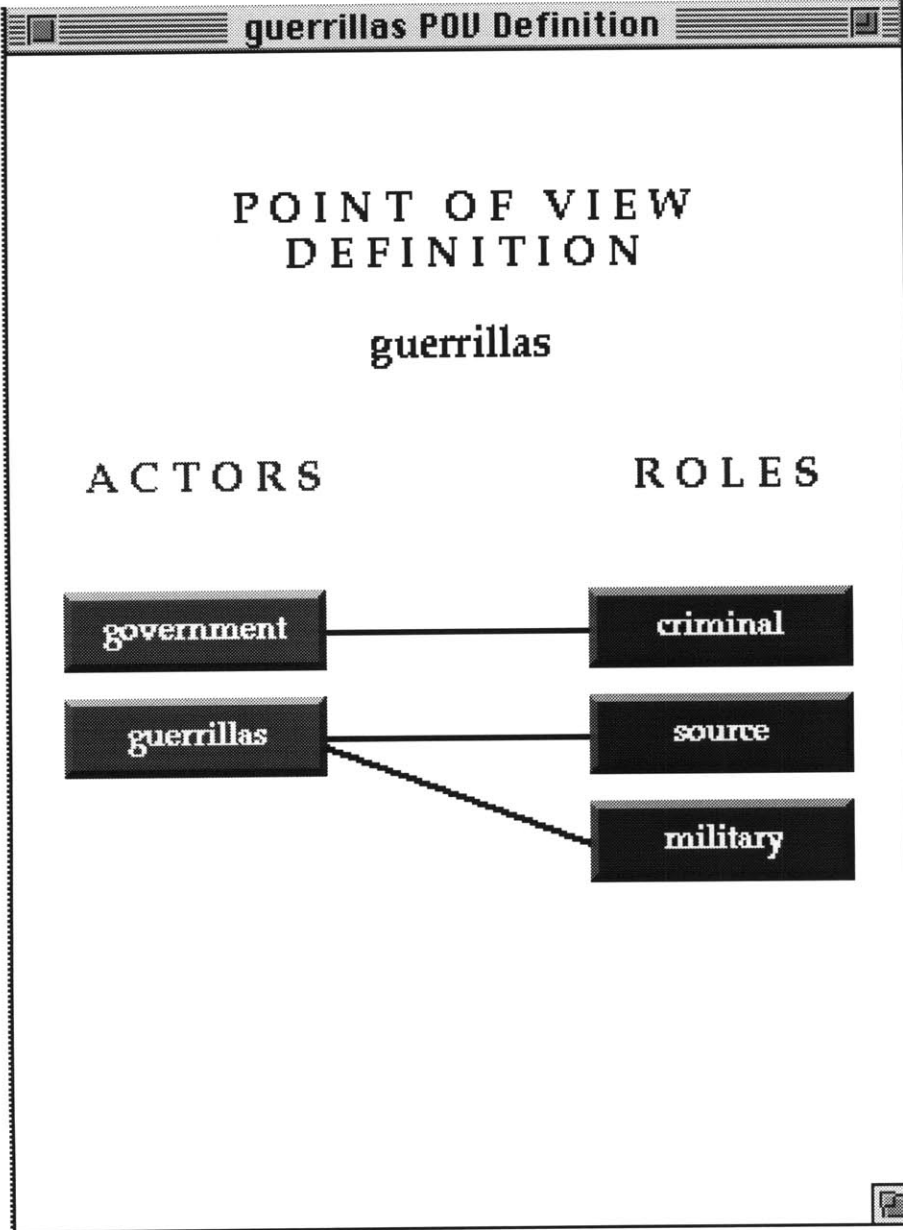 guerrillas POV Definition
POINT OF VIEW
DEFINITION
guerrillas
ACTORS
ROLES
government
criminal
guerrillas
source
military